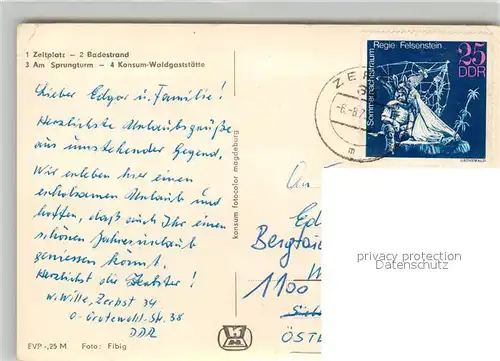 1 Zeltplatz – 2 Badestrand
3 Am Sprungturm – 4 Konsum-Waldgaststätte
Lieber Edgar u. Familie!
Herzlichste Urlaubsgrüße
aus umstehender Gegend.
Wir erleben hier einen
erholsamen Urlaub und
hoffen, daß auch Ihr einen
schönen Jahresurlaub
genießen könnt.
Herzlichst die Zerbster!
W. Wille, Zerbst 34
O-Grotewohl-St. 38
DDR
EVP -,25 M Foto: Fibig
konsum fotocolor magdeburg
Regie Felsenstein
25
DDR
Sommernachtstraum
GRÜNEWALD
ZE
-6.-8.7
m
An
Ed
1100
ÖST
privacy protection
Datenschutz